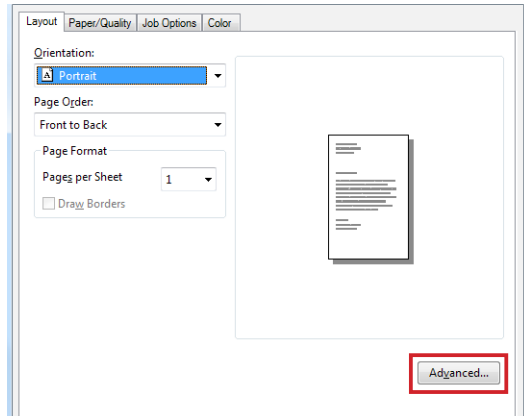 Layout Paper/Quality Job Options Color
Orientation:
A Portrait
Page Order:
Front to Back
Page Format
Pages per Sheet 1
Draw Borders
Advanced...